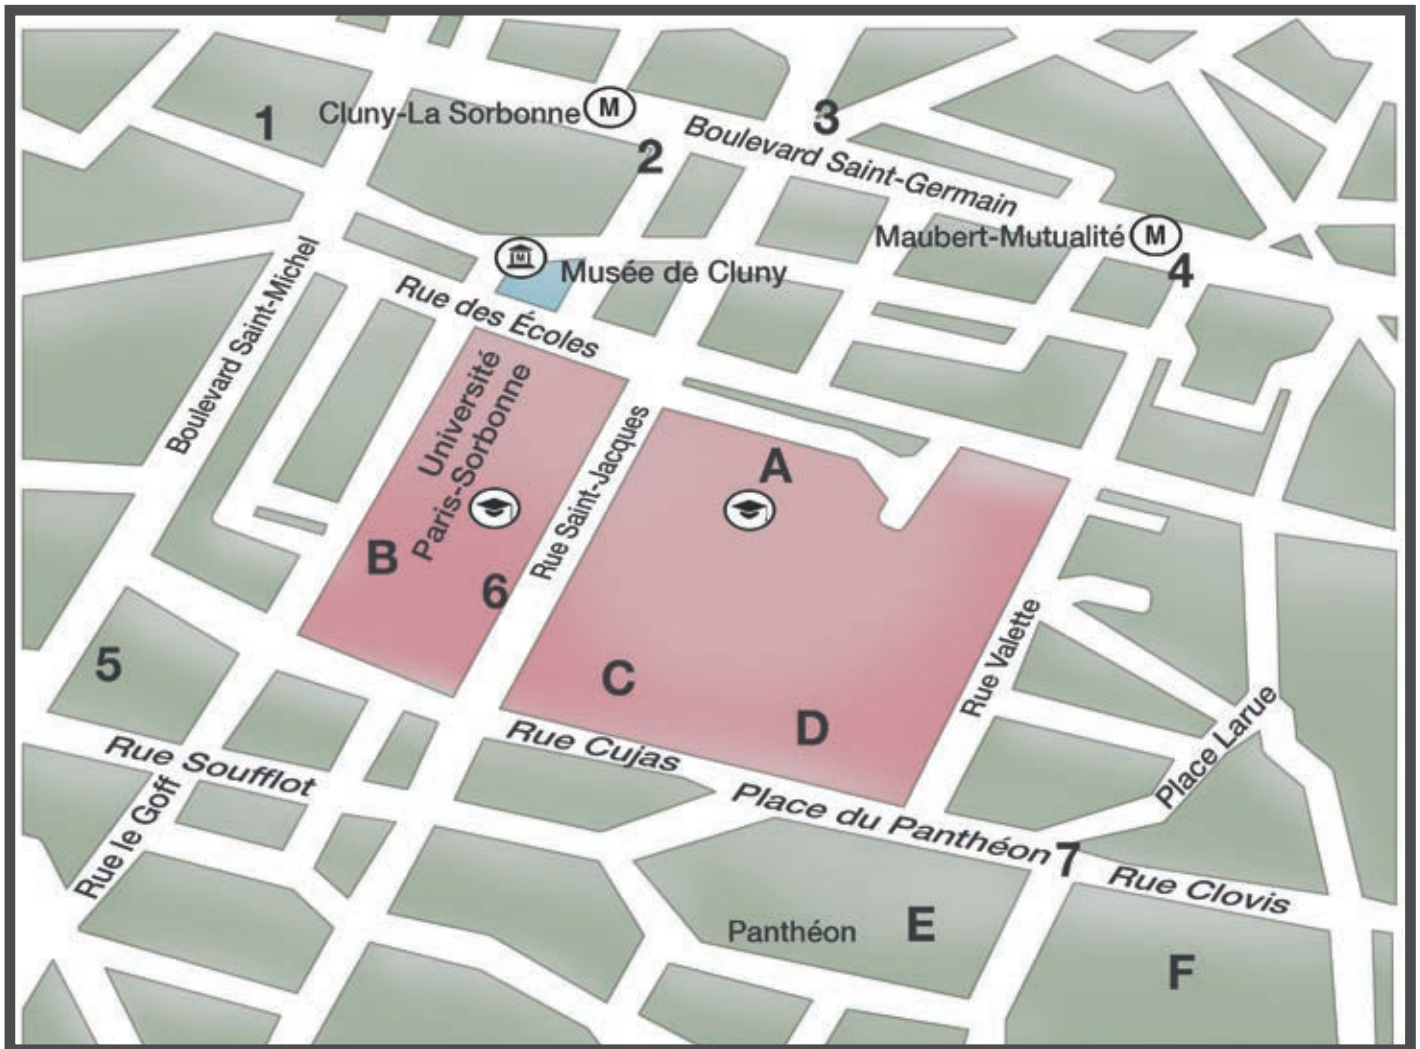 1
Cluny-La Sorbonne M
2
3
Boulevard Saint-Germain
Maubert-Mutualité M
4
M
Musée de Cluny
Boulevard Saint-Michel
Rue des Écoles
Université
Paris-Sorbonne
Rue Saint-Jacques
A
B
6
5
C
D
Rue Valette
Place Larue
Rue Soufflot
Rue Cujas
Rue le Goff
Place du Panthéon
7
Rue Clovis
Panthéon
E
F